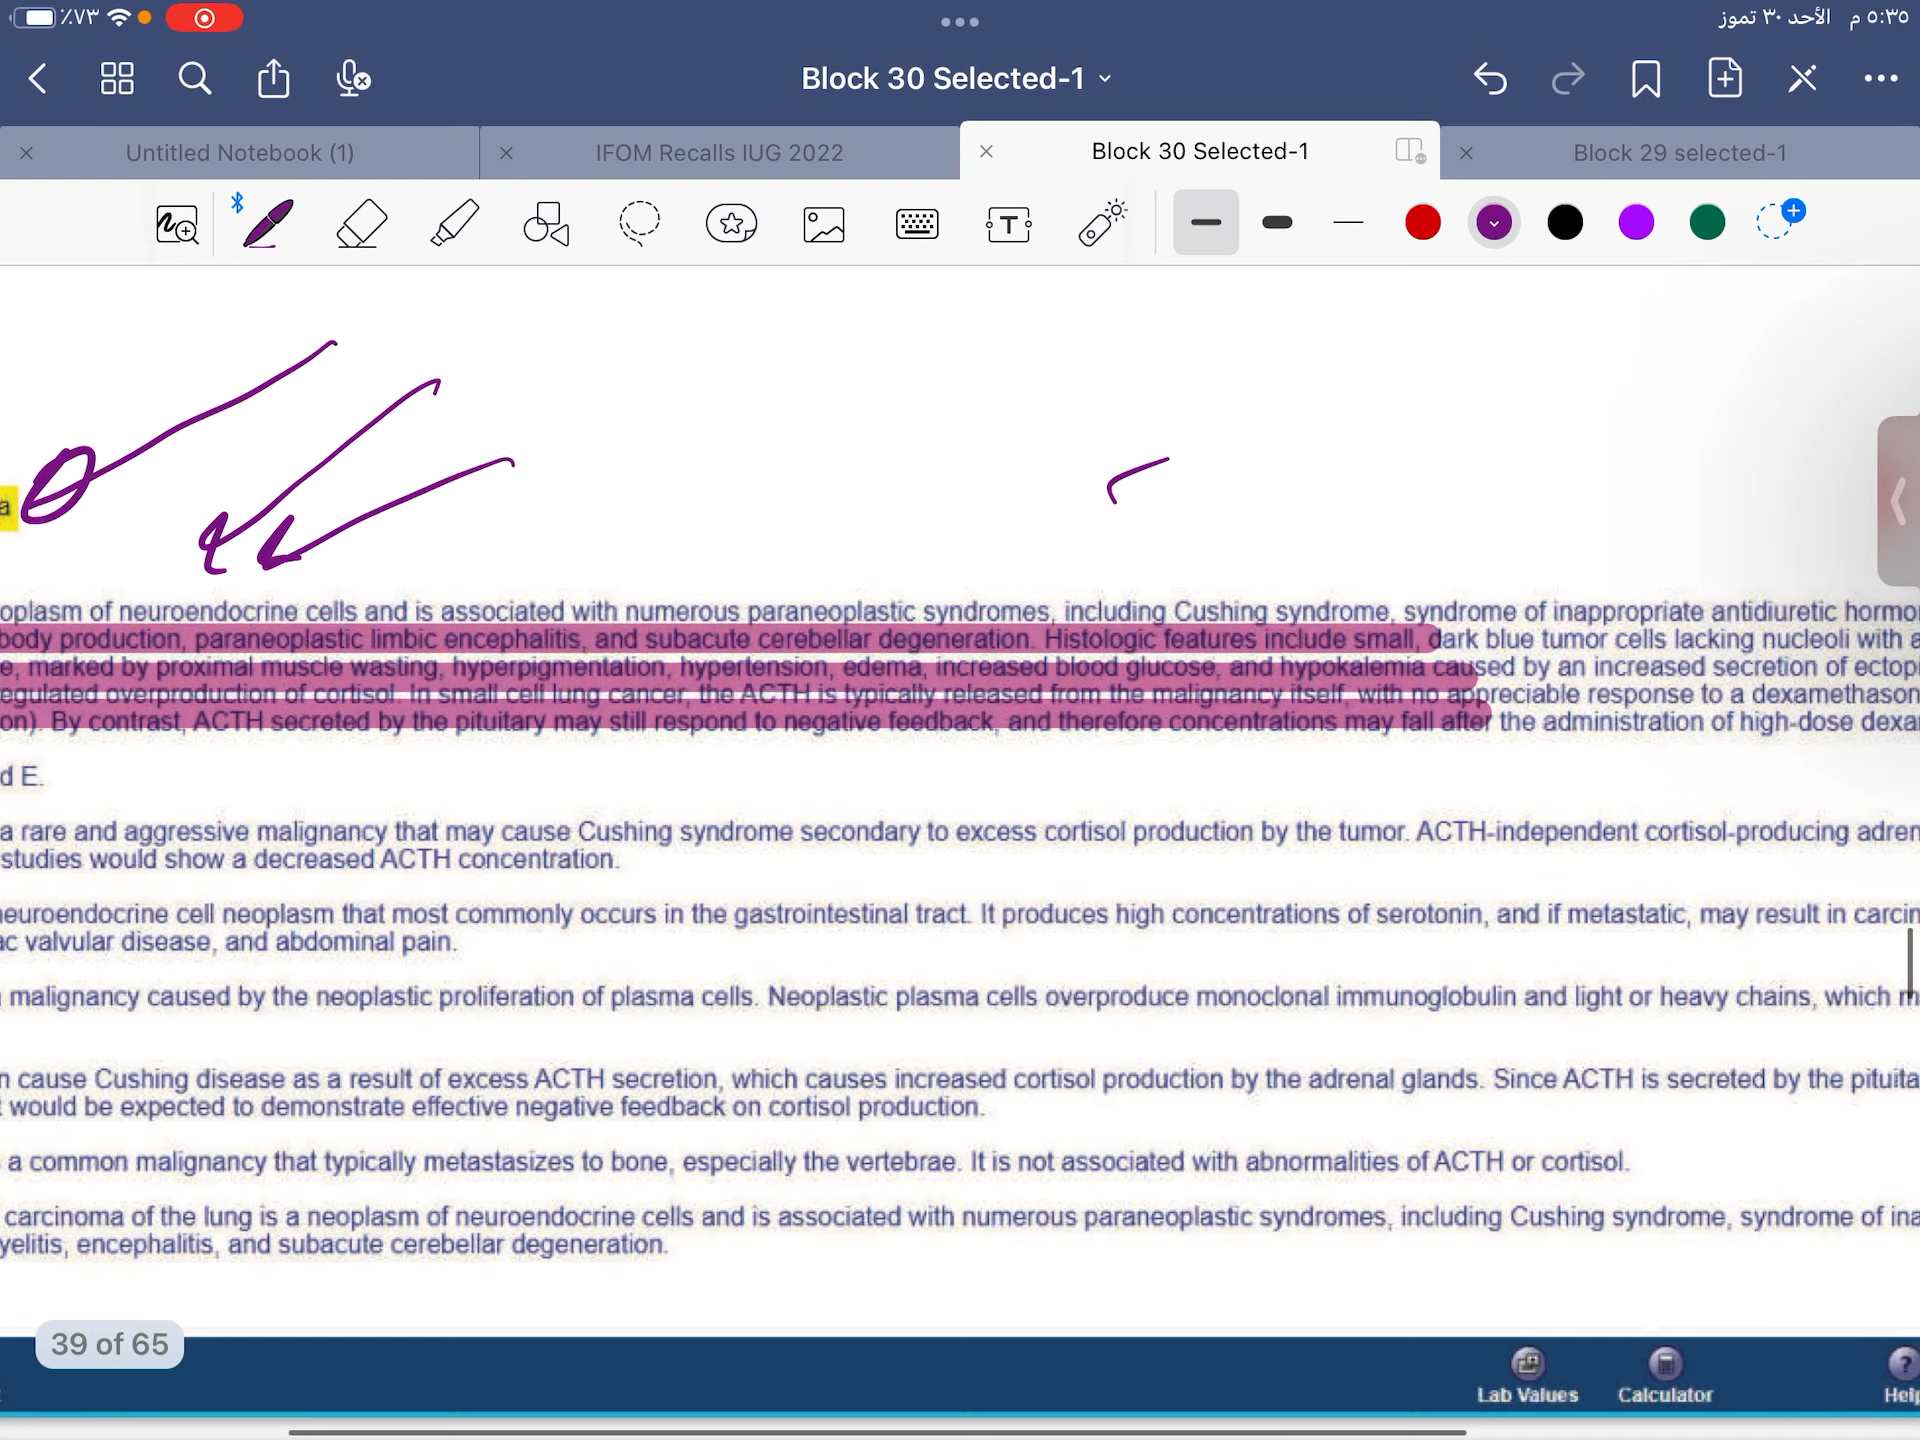 ٪٧٣
الأحد ٣٠ تموز ٥:٣٥ م
Block 30 Selected-1
Untitled Notebook (1)
IFOM Recalls IUG 2022
Block 30 Selected-1
Block 29 selected-1
T
a
oplasm of neuroendocrine cells and is associated with numerous paraneoplastic syndromes, including Cushing syndrome, syndrome of inappropriate antidiuretic hormo
body production, paraneoplastic limbic encephalitis, and subacute cerebellar degeneration. Histologic features include small, dark blue tumor cells lacking nucleoli with a
e, marked by proximal muscle wasting, hyperpigmentation, hypertension, edema, increased blood glucose, and hypokalemia caused by an increased secretion of ectopi
egulated overproduction of cortisol. In small cell lung cancer, the ACTH is typically released from the malignancy itself, with no appreciable response to a dexamethason
on). By contrast, ACTH secreted by the pituitary may still respond to negative feedback, and therefore concentrations may fall after the administration of high-dose dexa
d E.
a rare and aggressive malignancy that may cause Cushing syndrome secondary to excess cortisol production by the tumor. ACTH-independent cortisol-producing adren
studies would show a decreased ACTH concentration.
neuroendocrine cell neoplasm that most commonly occurs in the gastrointestinal tract. It produces high concentrations of serotonin, and if metastatic, may result in carcin
ac valvular disease, and abdominal pain.
malignancy caused by the neoplastic proliferation of plasma cells. Neoplastic plasma cells overproduce monoclonal immunoglobulin and light or heavy chains, which m
n cause Cushing disease as a result of excess ACTH secretion, which causes increased cortisol production by the adrenal glands. Since ACTH is secreted by the pituita
would be expected to demonstrate effective negative feedback on cortisol production.
a common malignancy that typically metastasizes to bone, especially the vertebrae. It is not associated with abnormalities of ACTH or cortisol.
carcinoma of the lung is a neoplasm of neuroendocrine cells and is associated with numerous paraneoplastic syndromes, including Cushing syndrome, syndrome of ina
yelitis, encephalitis, and subacute cerebellar degeneration.
39 of 65
Lab Values
Calculator
Help